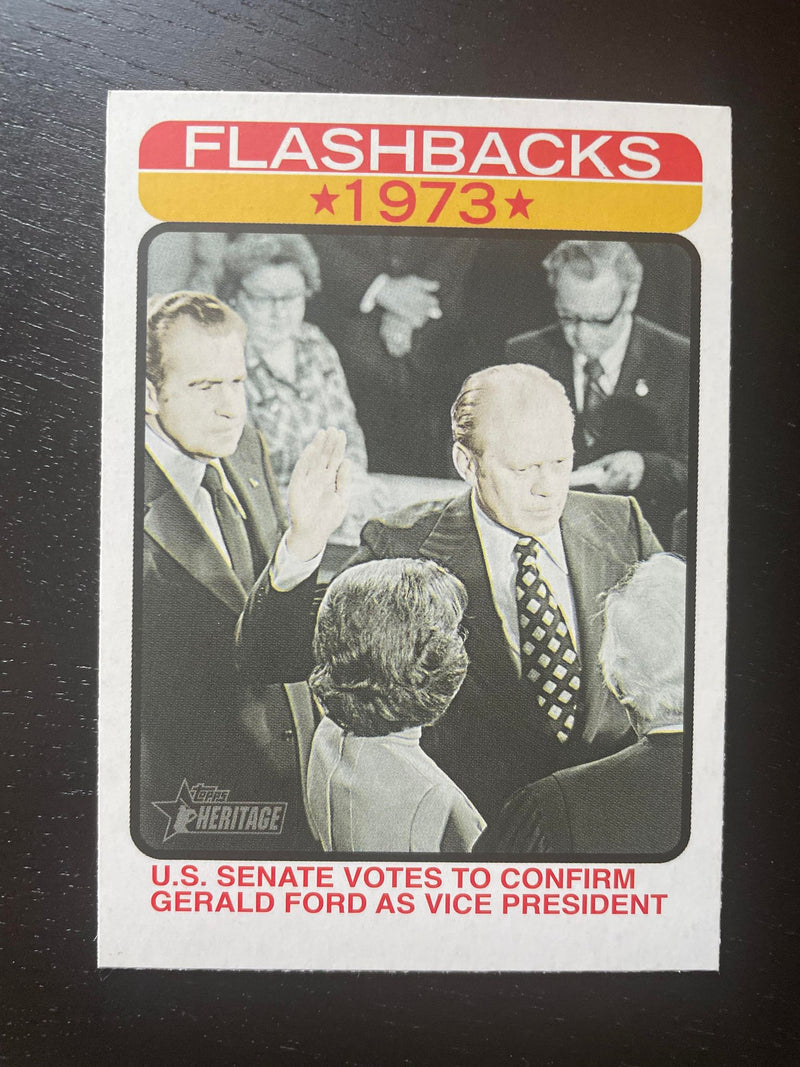 FLASHBACKS
★1973★
Topps
HERITAGE
U.S. SENATE VOTES TO CONFIRM
GERALD FORD AS VICE PRESIDENT